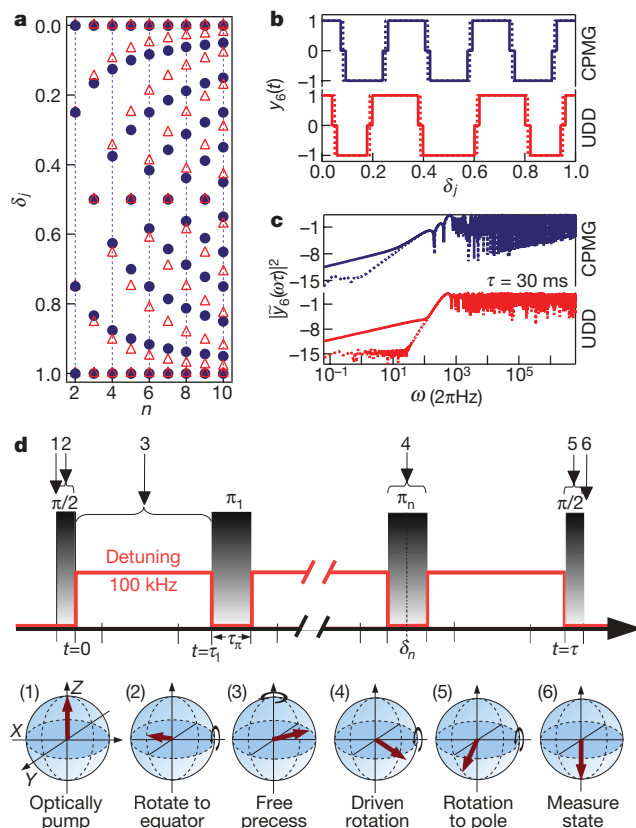 a
0.0
0.2
0.4
0.6
0.8
1.0
δj
2
4
6
8
10
n
b
1
0
−1
1
0
−1
y6(t)
CPMG
UDD
0.0
0.2
0.4
0.6
0.8
1.0
δj
c
−1
−8
−15
−1
−8
−15
|ỹ6(ωτ)|²
τ = 30 ms
CPMG
UDD
10⁻¹
10¹
10³
10⁵
ω (2πHz)
d
12
3
4
5 6
π/2
π1
πn
π/2
Detuning
100 kHz
τπ
t=0
t=τ1
δn
t=τ
(1)
Z
X
Y
(2)
(3)
(4)
(5)
(6)
Optically
pump
Rotate to
equator
Free
precess
Driven
rotation
Rotation
to pole
Measure
state